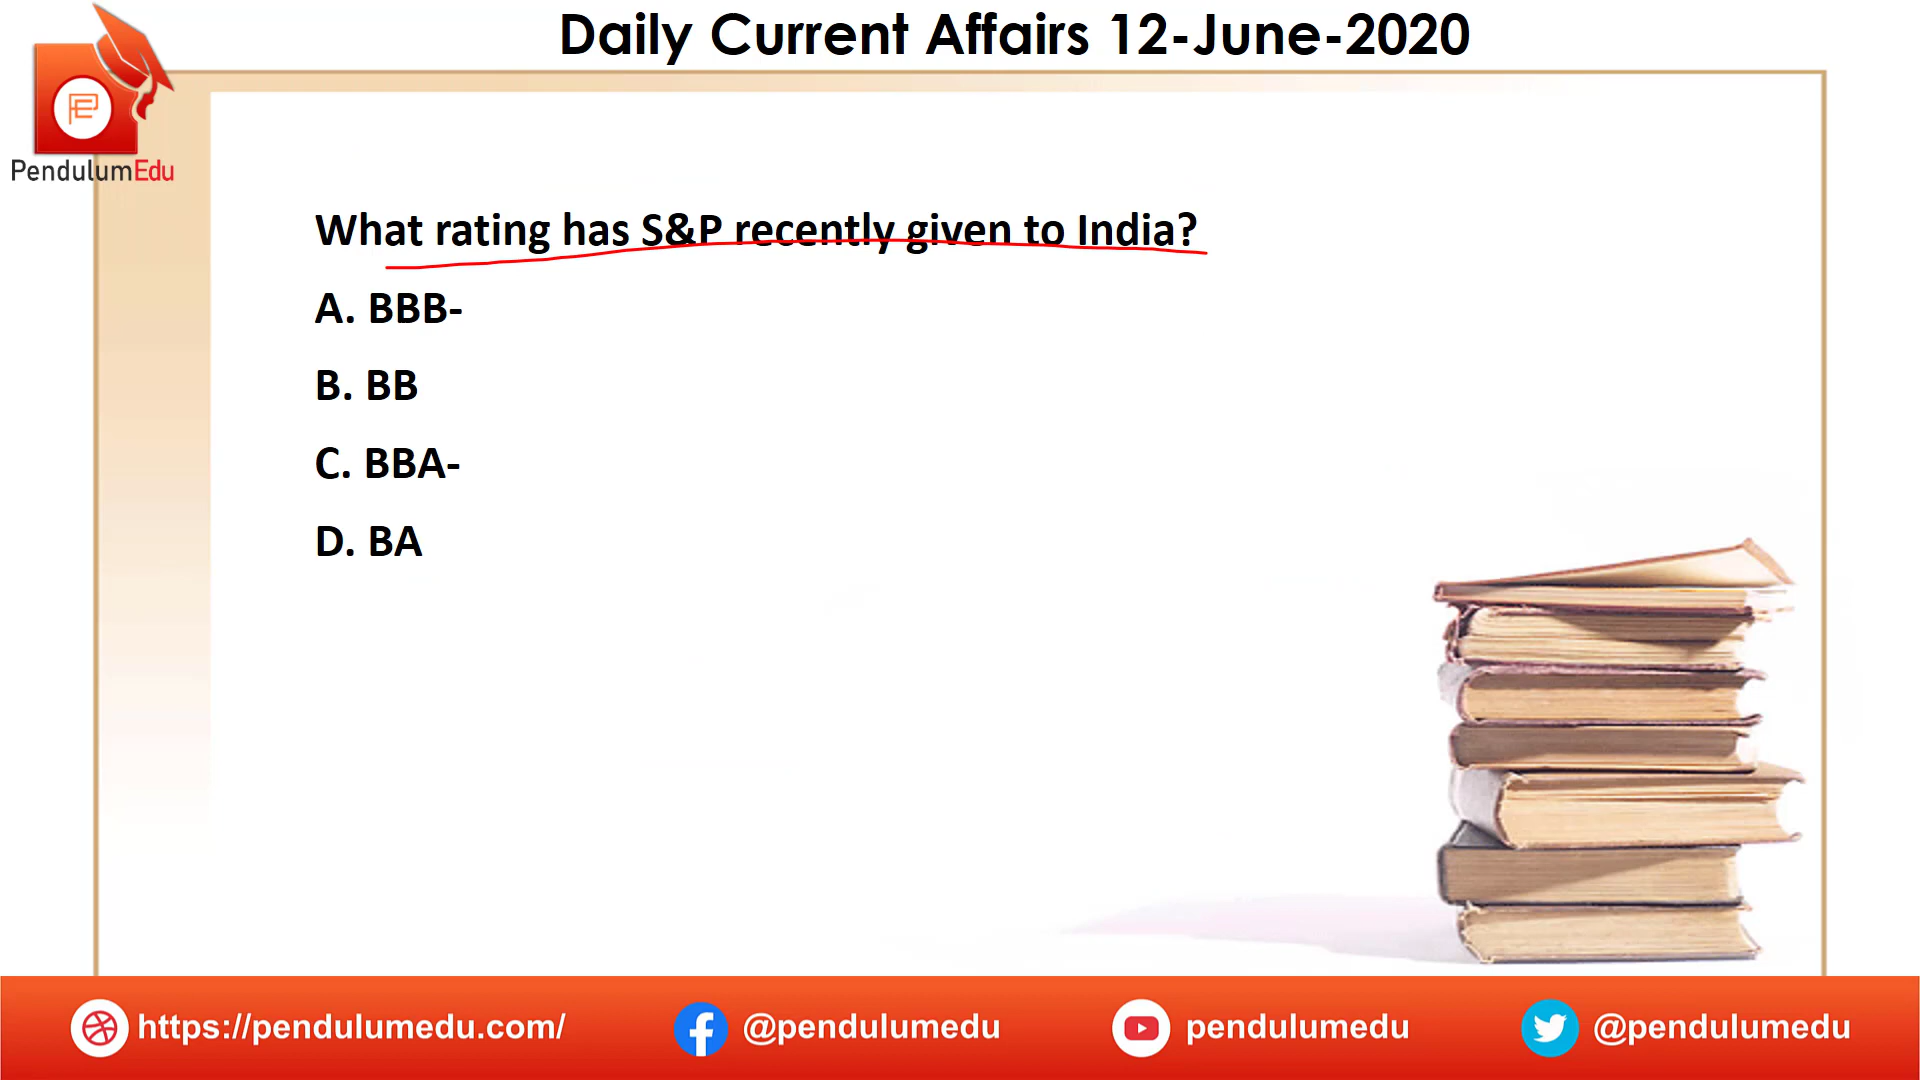 Daily Current Affairs 12-June-2020
PendulumEdu
What rating has S&P recently given to India?
A. BBB-
B. BB
C. BBA-
D. BA
https://pendulumedu.com/
@pendulumedu
pendulumedu
@pendulumedu